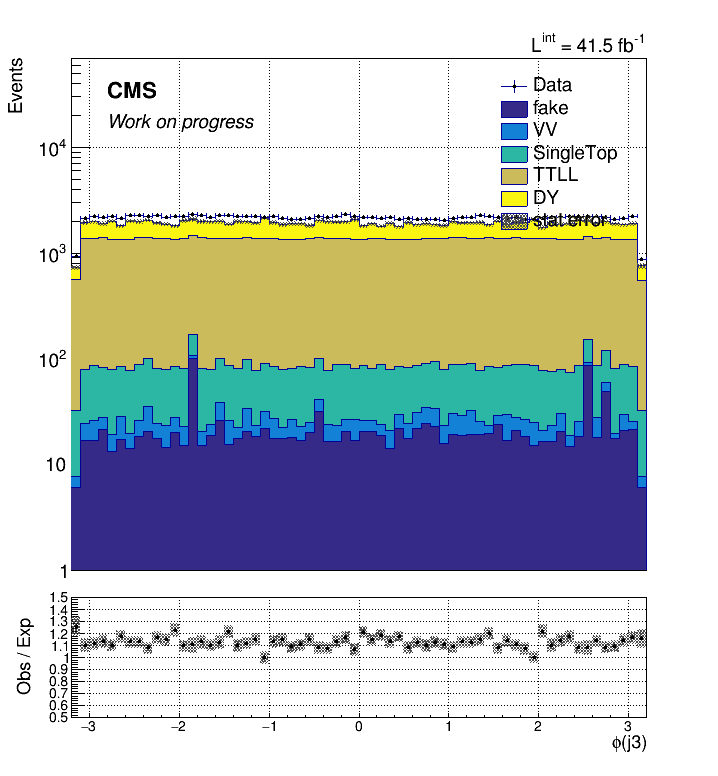 L^int = 41.5 fb^-1
Events
CMS
Work on progress
Data
fake
VV
SingleTop
TTLL
DY
stat error
10^4
10^3
10^2
10
1
Obs / Exp
1.5
1.4
1.3
1.2
1.1
1
0.9
0.8
0.7
0.6
0.5
−3 −2 −1 0 1 2 3
ϕ(j3)